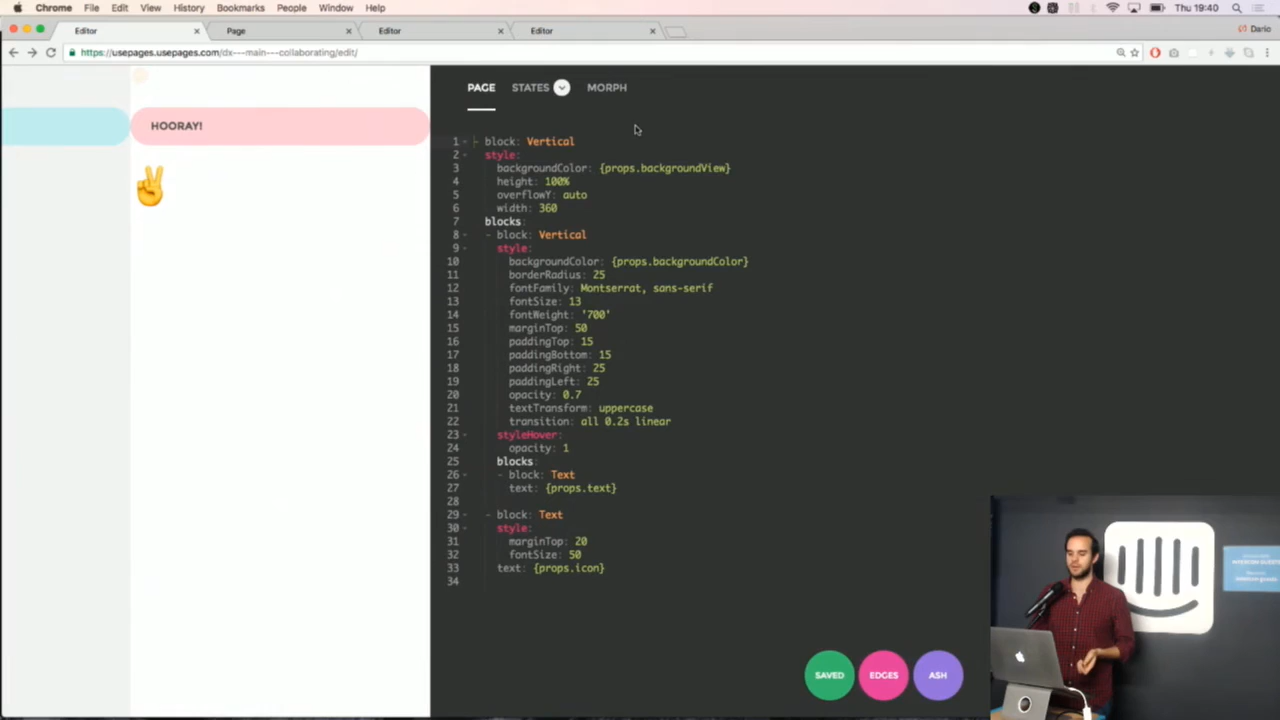 Chrome File Edit View History Bookmarks People Window Help
Thu 19:40
Editor
Page
Editor
Editor
Dario
https://usepages.usepages.com/dx---main---collaborating/edit/
HOORAY!
PAGE STATES MORPH
1 - block: Vertical
2 style:
3 backgroundColor: {props.backgroundView}
4 height: 100%
5 overflowY: auto
6 width: 360
7 blocks:
8 - block: Vertical
9 style:
10 backgroundColor: {props.backgroundColor}
11 borderRadius: 25
12 fontFamily: Montserrat, sans-serif
13 fontSize: 13
14 fontWeight: '700'
15 marginTop: 50
16 paddingTop: 15
17 paddingBottom: 15
18 paddingRight: 25
19 paddingLeft: 25
20 opacity: 0.7
21 textTransform: uppercase
22 transition: all 0.2s linear
23 styleHover:
24 opacity: 1
25 blocks:
26 - block: Text
27 text: {props.text}
28
29 - block: Text
30 style:
31 marginTop: 20
32 fontSize: 50
33 text: {props.icon}
34
SAVED EDGES ASH